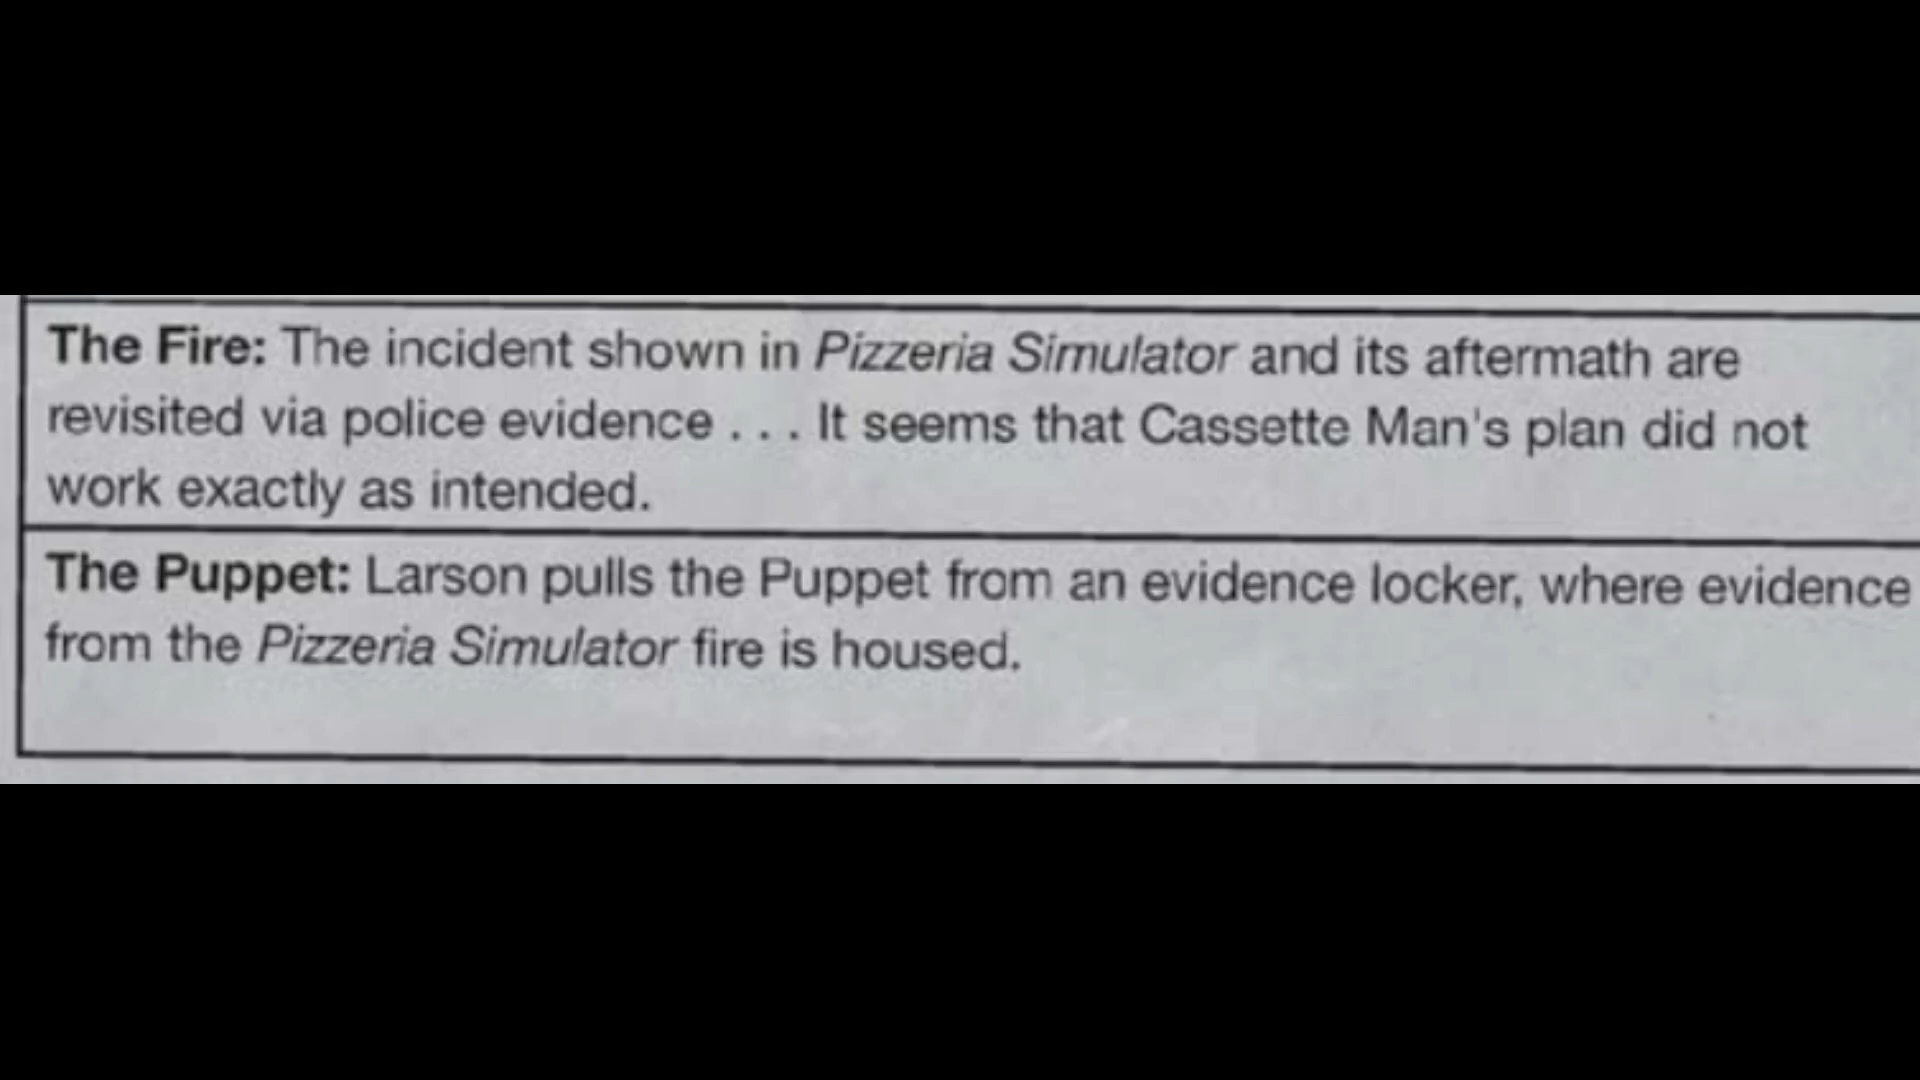 The Fire: The incident shown in Pizzeria Simulator and its aftermath are
revisited via police evidence . . . It seems that Cassette Man's plan did not
work exactly as intended.
The Puppet: Larson pulls the Puppet from an evidence locker, where evidence
from the Pizzeria Simulator fire is housed.